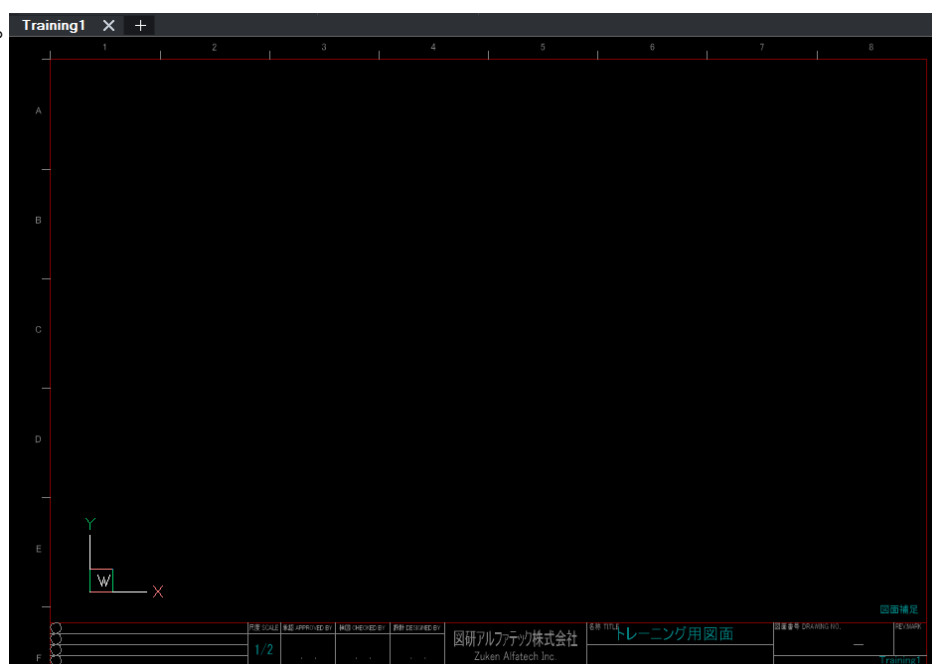 Training1
1 2 3 4 5 6 7 8
A
B
C
D
Y
E
W
X
図面補足
尺度 SCALE 承認 APPROVED BY 検図 CHECKED BY 設計 DESIGNED BY 名称 TITLE 図面番号 DRAWING NO. REV.MARK
図研アルファテック株式会社 トレーニング用図面
1/2
Zuken Alfatech Inc.
F
Training1